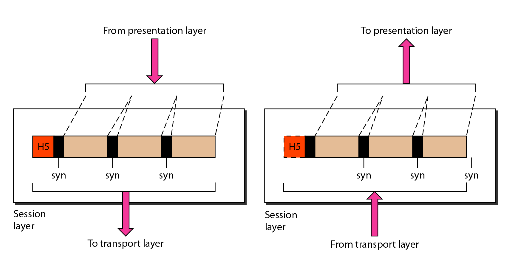 From presentation layer
To presentation layer
H5
H5
syn
syn
syn
syn
syn
syn
Session
layer
Session
layer
To transport layer
From transport layer